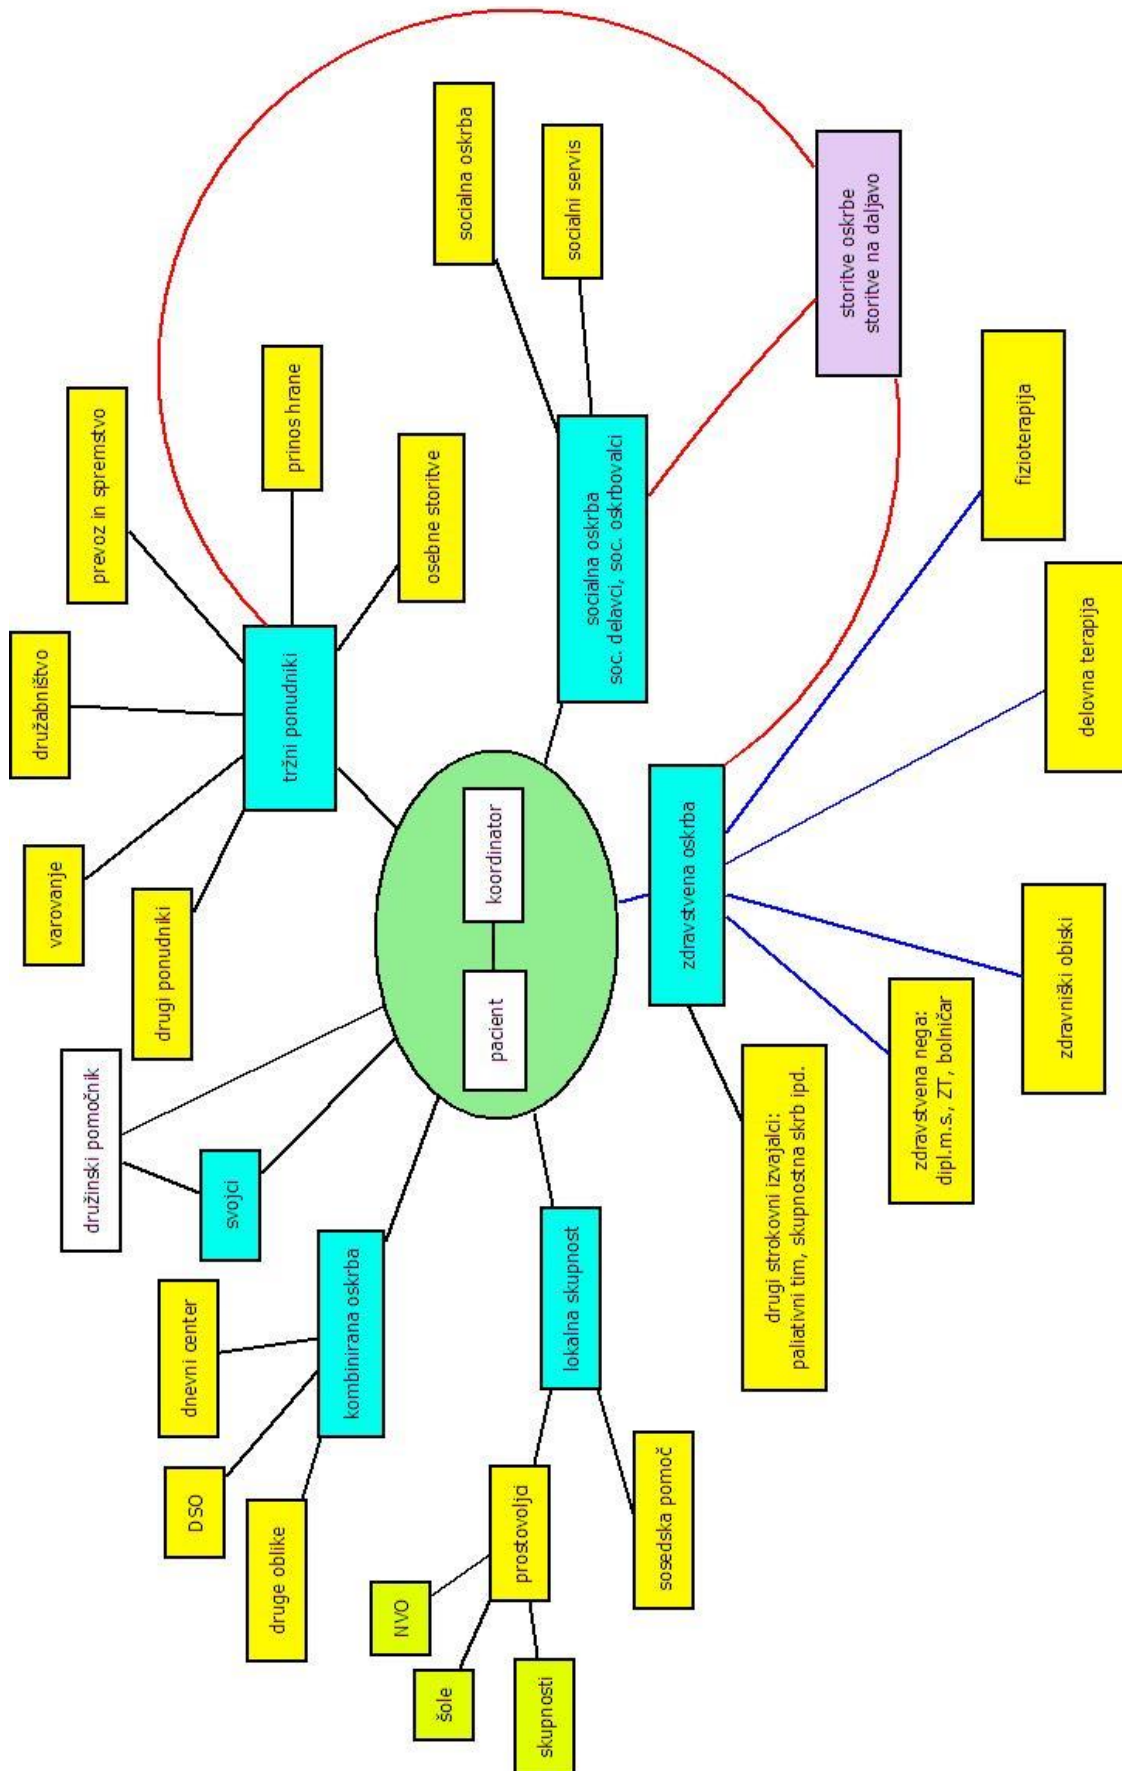 družinski pomočnik
svojci
dnevni center
DSO
druge oblike
kombinirana oskrba
NVO
šole
skupnosti
prostovoljci
sosedska pomoč
lokalna skupnost
varovanje
drugi ponudniki
družabništvo
prevoz in spremstvo
prinos hrane
osebne storitve
tržni ponudniki
pacient
koordinator
socialna oskrba
socialni servis
socialna oskrba
soc. delavci, soc. oskrbovalci
storitve oskrbe
storitve na daljavo
zdravstvena oskrba
drugi strokovni izvajalci:
paliativni tim, skupnostna skrb ipd.
zdravstvena nega:
dipl.m.s., ZT, bolničar
zdravniški obiski
delovna terapija
fizioterapija